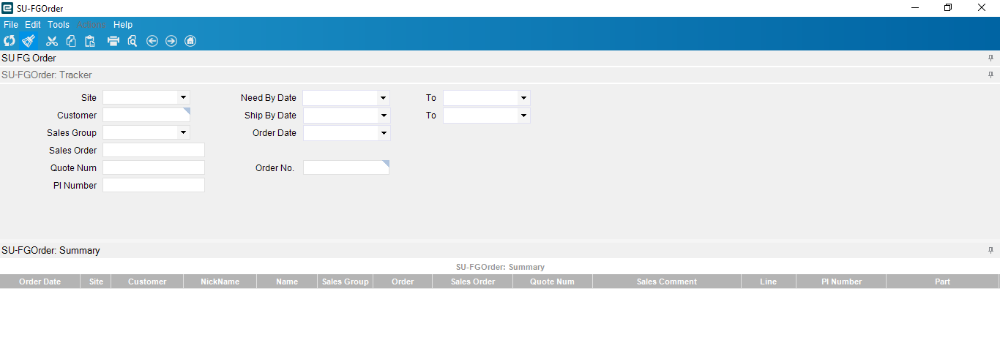 SU-FGOrder
File Edit Tools Actions Help
SU FG Order
SU-FGOrder: Tracker
Site Need By Date To
Customer Ship By Date To
Sales Group Order Date
Sales Order
Quote Num Order No.
PI Number
SU-FGOrder: Summary
SU-FGOrder: Summary
Order Date Site Customer NickName Name Sales Group Order Sales Order Quote Num Sales Comment Line PI Number Part